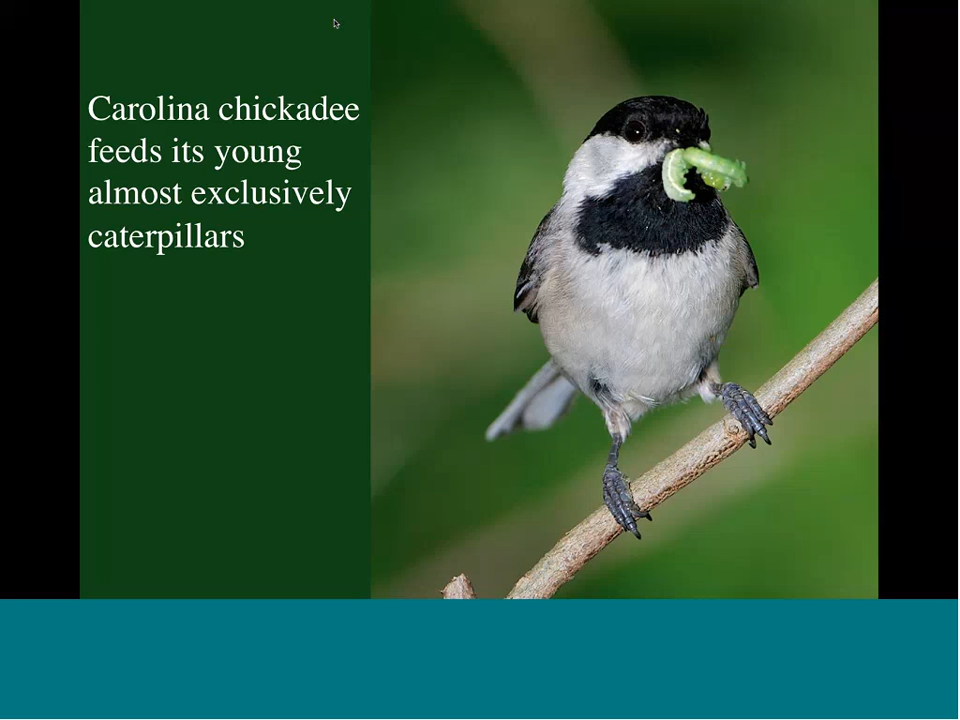 Carolina chickadee
feeds its young
almost exclusively
caterpillars